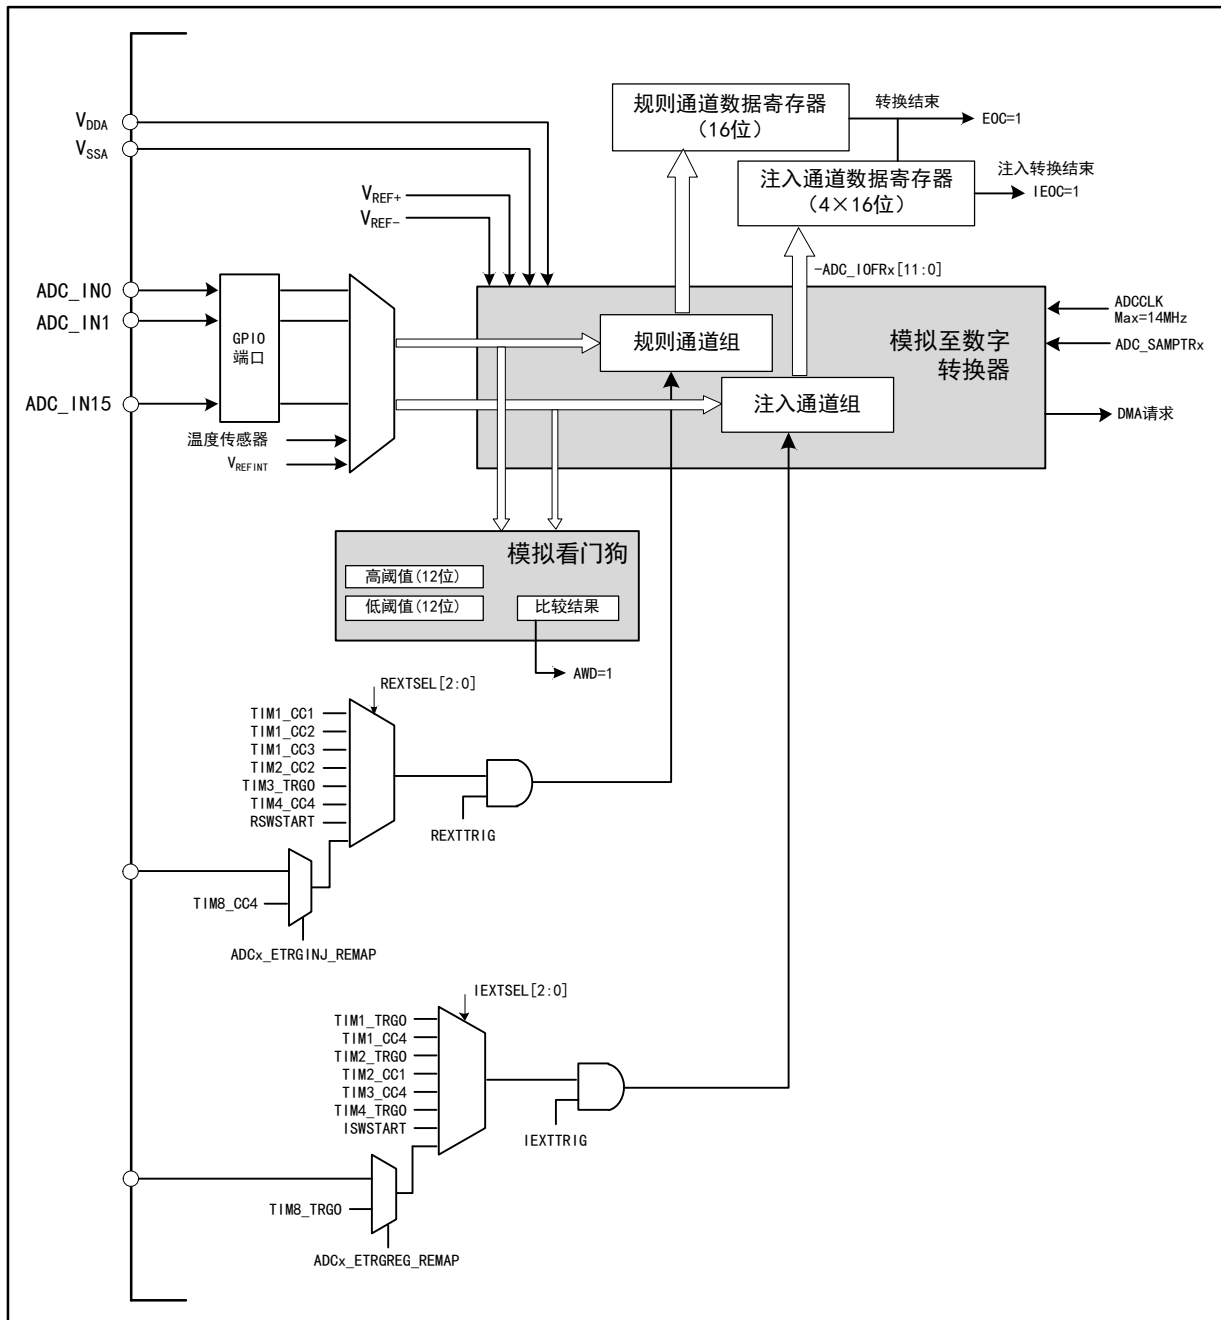 规则通道数据寄存器
（16位）
转换结束
EOC=1
VDDA
VSSA
注入通道数据寄存器
（4×16位）
注入转换结束
IEOC=1
VREF+
VREF-
-ADC_IOFRx[11:0]
ADC_IN0
ADC_IN1
ADC_IN15
GPIO
端口
温度传感器
VREFINT
规则通道组
注入通道组
模拟至数字
转换器
ADCCLK
Max=14MHz
ADC_SAMPTRx
DMA请求
模拟看门狗
高阈值(12位)
低阈值(12位)
比较结果
AWD=1
REXTSEL[2:0]
TIM1_CC1
TIM1_CC2
TIM1_CC3
TIM2_CC2
TIM3_TRGO
TIM4_CC4
RSWSTART
REXTTRIG
TIM8_CC4
ADCx_ETRGINJ_REMAP
IEXTSEL[2:0]
TIM1_TRGO
TIM1_CC4
TIM2_TRGO
TIM2_CC1
TIM3_CC4
TIM4_TRGO
ISWSTART
IEXTTRIG
TIM8_TRGO
ADCx_ETRGREG_REMAP